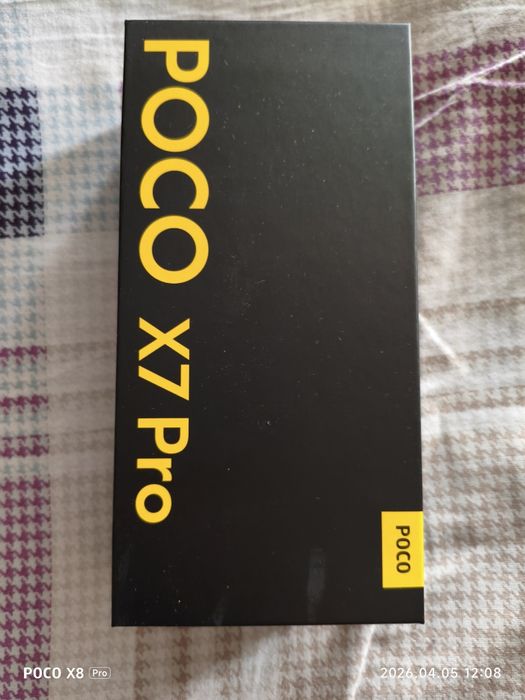 POCO X7 Pro
POCO
POCO X8 Pro
2026.04.05 12:08